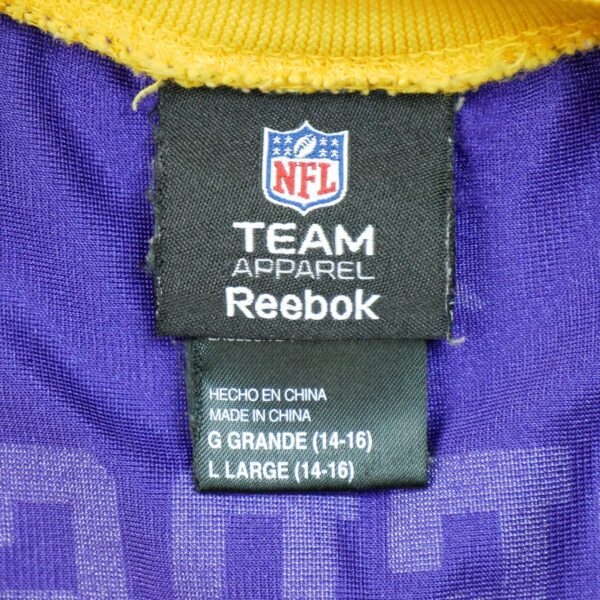 NFL
TEAM
APPAREL
Reebok
HECHO EN CHINA
MADE IN CHINA
G GRANDE (14-16)
L LARGE (14-16)